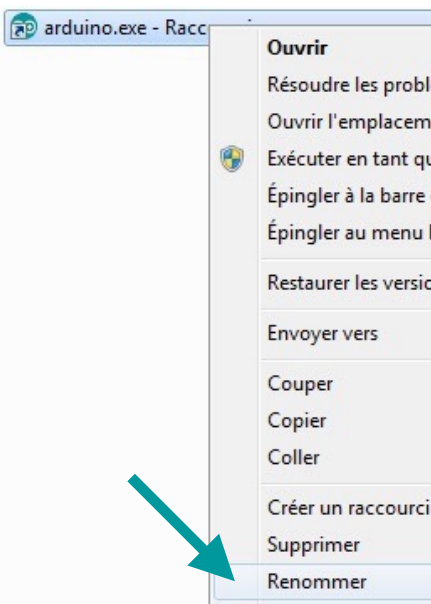 arduino.exe - Racc
Ouvrir
Résoudre les probl
Ouvrir l'emplacem
Exécuter en tant qu
Épingler à la barre
Épingler au menu
Restaurer les versio
Envoyer vers
Couper
Copier
Coller
Créer un raccourci
Supprimer
Renommer